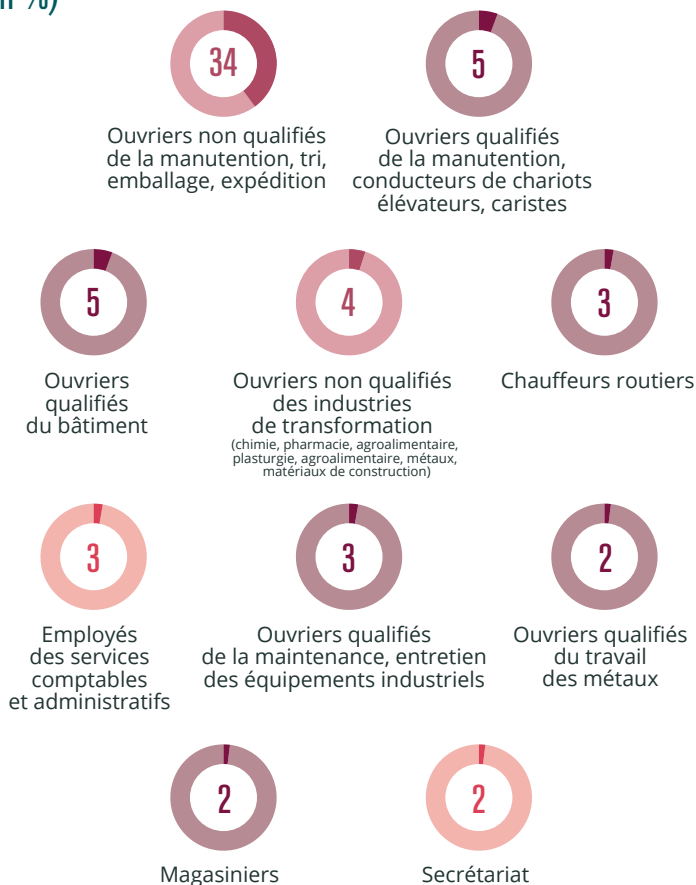 %)
34
5
Ouvriers non qualifiés
de la manutention, tri,
emballage, expédition
Ouvriers qualifiés
de la manutention,
conducteurs de chariots
élévateurs, caristes
5
4
3
Ouvriers
qualifiés
du bâtiment
Ouvriers non qualifiés
des industries
de transformation
(chimie, pharmacie, agroalimentaire,
plasturgie, agroalimentaire, métaux,
matériaux de construction)
Chauffeurs routiers
3
3
2
Employés
des services
comptables
et administratifs
Ouvriers qualifiés
de la maintenance, entretien
des équipements industriels
Ouvriers qualifiés
du travail
des métaux
2
2
Magasiniers
Secrétariat